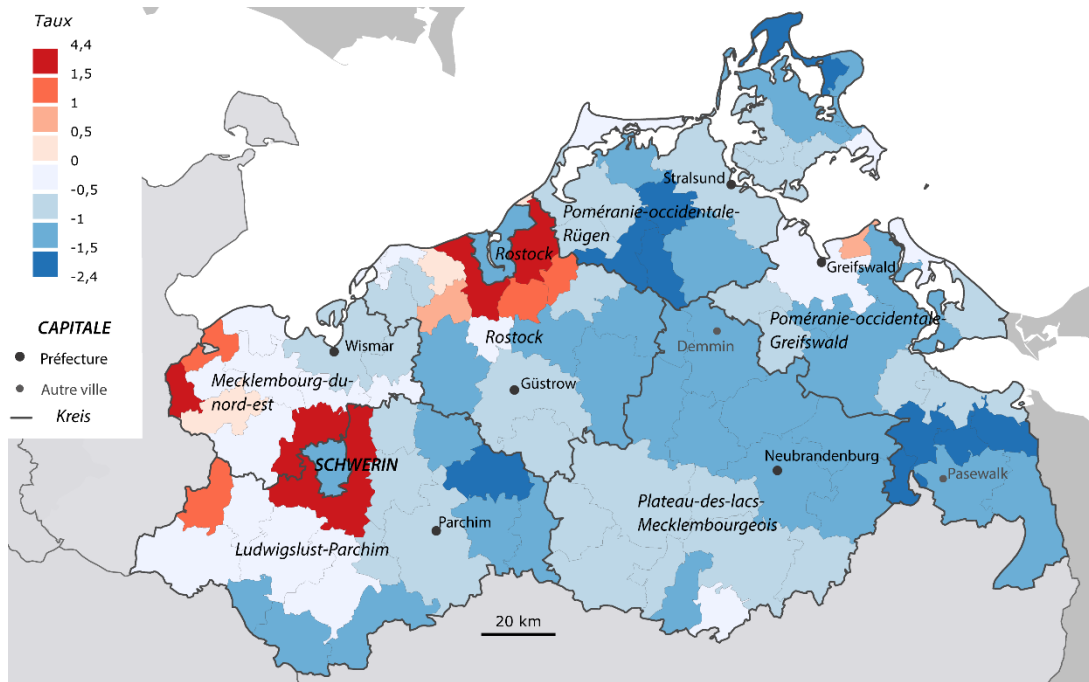 Taux
4,4
1,5
1
0,5
0
-0,5
-1
-1,5
-2,4
CAPITALE
Préfecture
Autre ville
Kreis
Stralsund
Poméranie-occidentale-
Rügen
Rostock
Greifswald
Poméranie-occidentale-
Greifswald
Demmin
Rostock
Wismar
Mecklembourg-du-
nord-est
Güstrow
SCHWERIN
Neubrandenburg
Pasewalk
Plateau-des-lacs-
Mecklembourgeois
Parchim
Ludwigslust-Parchim
20 km